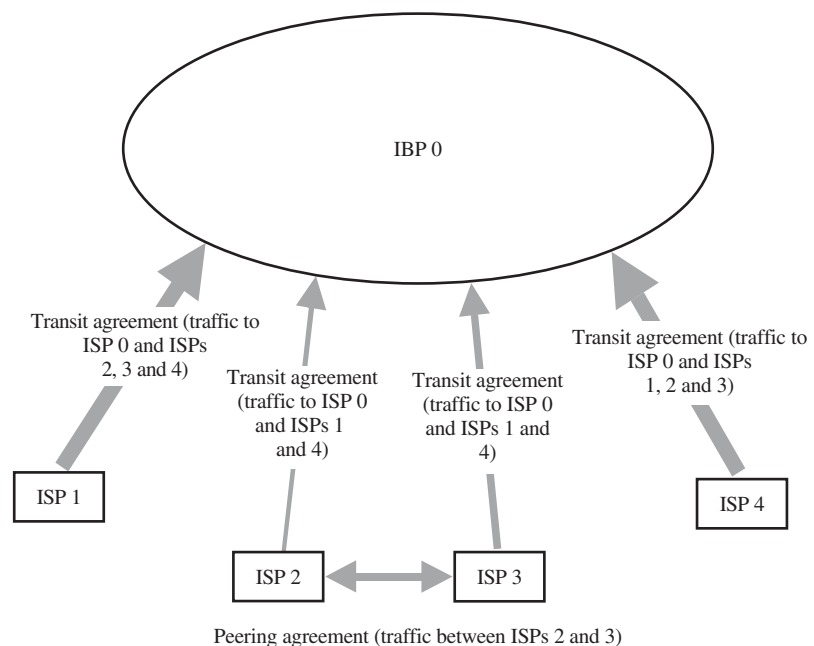 IBP 0
Transit agreement (traffic to
ISP 0 and ISPs
2, 3 and 4)
Transit agreement
(traffic to ISP 0
and ISPs 1
and 4)
Transit agreement
(traffic to ISP 0
and ISPs 1 and
4)
Transit agreement (traffic to
ISP 0 and ISPs
1, 2 and 3)
ISP 1
ISP 4
ISP 2
ISP 3
Peering agreement (traffic between ISPs 2 and 3)